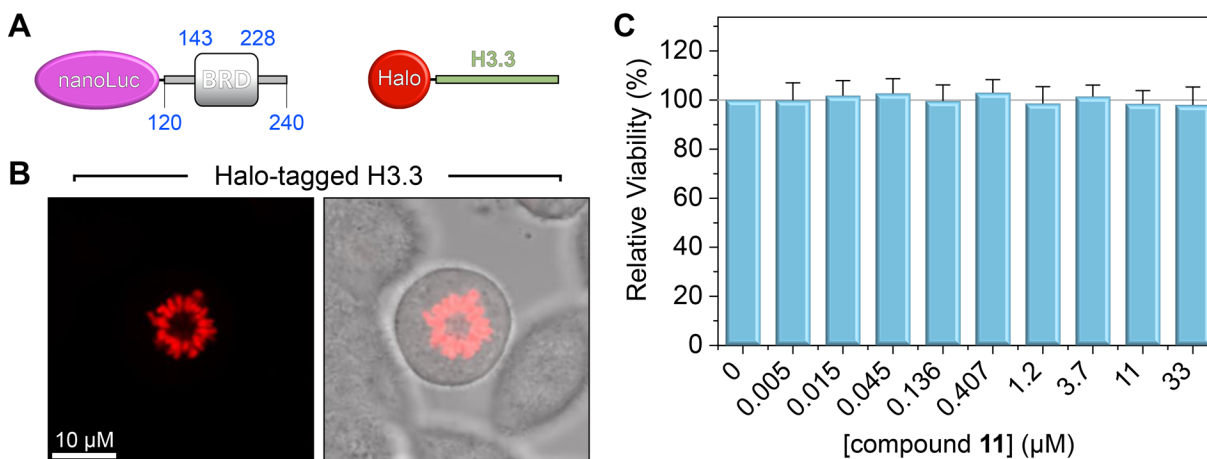 A
143 228
nanoLuc
BRD
120
240
Halo
H3.3
B
Halo-tagged H3.3
10 µM
C
Relative Viability (%)
120
100
80
60
40
20
0
0 0.005 0.015 0.045 0.136 0.407 1.2 3.7 11 33
[compound 11] (µM)